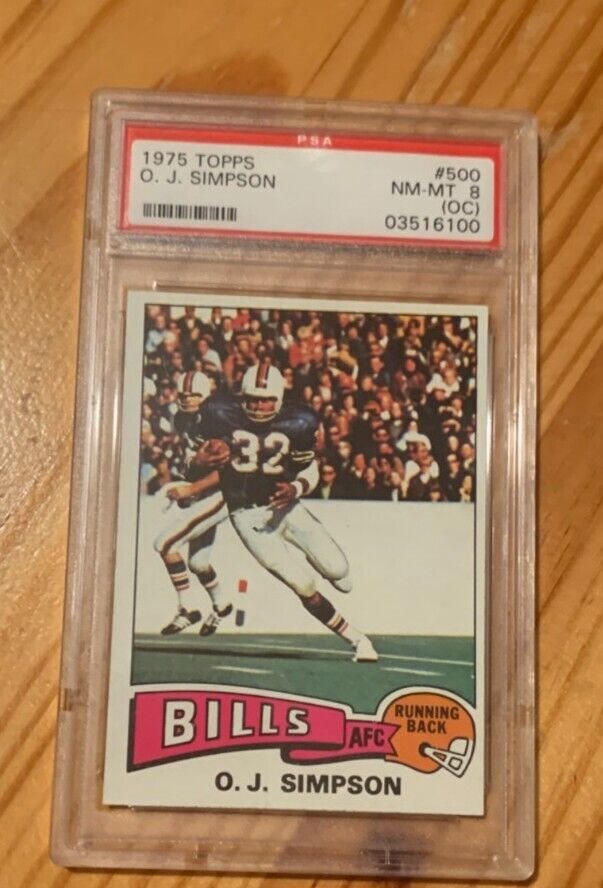 PSA
1975 TOPPS #500
O. J. SIMPSON NM-MT 8
(OC)
03516100
32
BILLS
AFC
RUNNING
BACK
O. J. SIMPSON